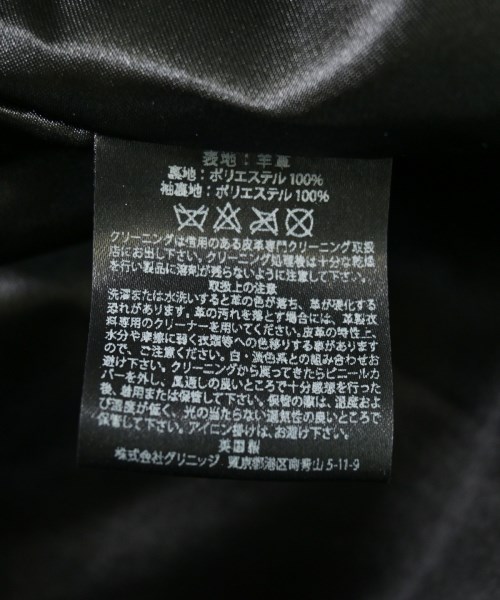 表地：羊革
裏地：ポリエステル100%
袖裏地：ポリエステル100%
クリーニングは信用のある皮革専門クリーニング取扱
店にお出し下さい。クリーニング処理後は十分な乾燥
を行い製品に溶剤が残らないように注意して下さい。
取扱上の注意
洗濯または水洗いすると革の色が落ち、革が硬化する
恐れがあります。革の汚れを落とす場合には、革製衣
料専用のクリーナーを用いてください。皮革の特性上、
水分や摩擦に弱く衣類等への色移りする事があります
ので、ご注意ください。白・淡色系との組み合わせお
避け下さい。クリーニングから戻ってきたらビニールカ
バーを外し、風通しの良いところで十分感想を行った
後、着用または保管して下さい。保管の際は、湿度およ
び温度が低く、光の当たらない通気性の良いところで
保管して下さい。アイロン掛けは、お避け下さい。
英国製
株式会社グリニッジ 東京都港区南青山5-11-9